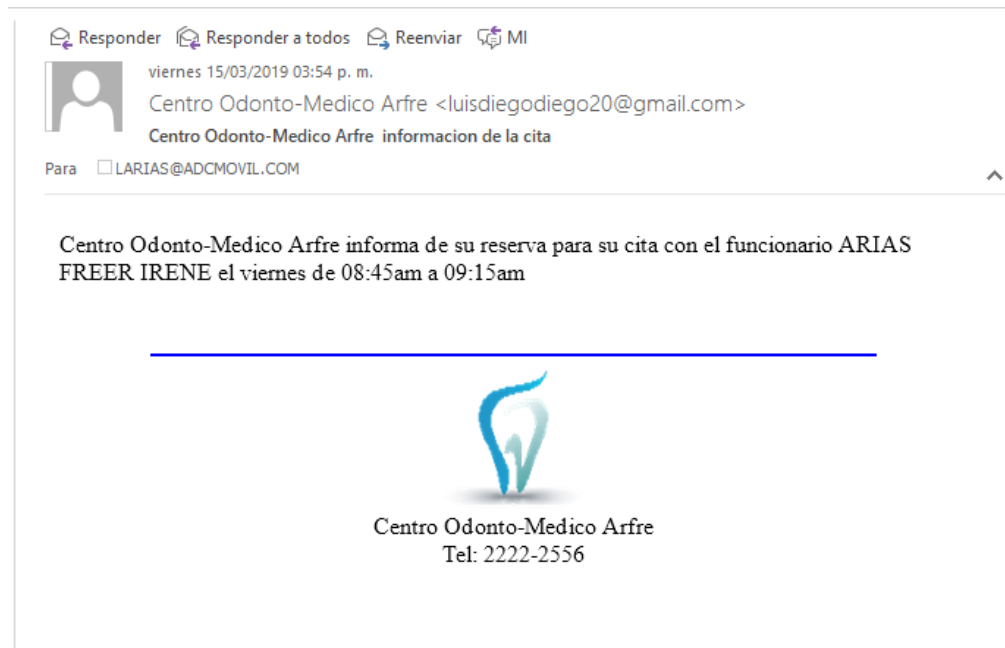 Responder Responder a todos Reenviar MI
viernes 15/03/2019 03:54 p. m.
Centro Odonto-Medico Arfre <luisdiegodiego20@gmail.com>
Centro Odonto-Medico Arfre informacion de la cita
Para LARIAS@ADCMOVIL.COM
Centro Odonto-Medico Arfre informa de su reserva para su cita con el funcionario ARIAS
FREER IRENE el viernes de 08:45am a 09:15am
Centro Odonto-Medico Arfre
Tel: 2222-2556